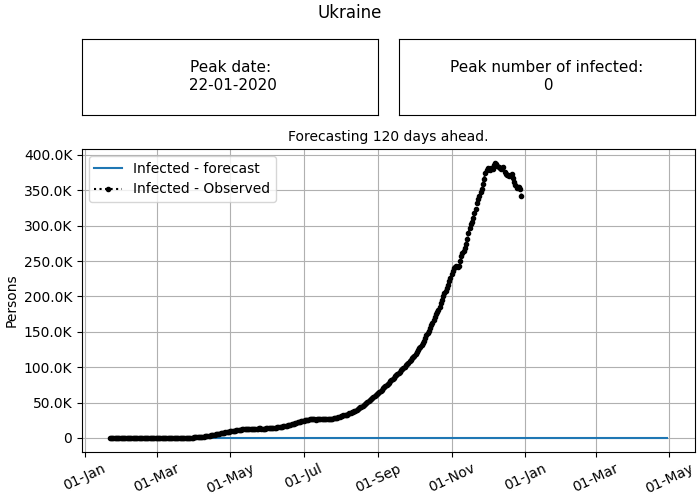 Ukraine
Peak date:
22-01-2020
Peak number of infected:
0
Forecasting 120 days ahead.
400.0K
350.0K
300.0K
250.0K
200.0K
150.0K
100.0K
50.0K
0
Persons
Infected - forecast
Infected - Observed
01-Jan
01-Mar
01-May
01-Jul
01-Sep
01-Nov
01-Jan
01-Mar
01-May